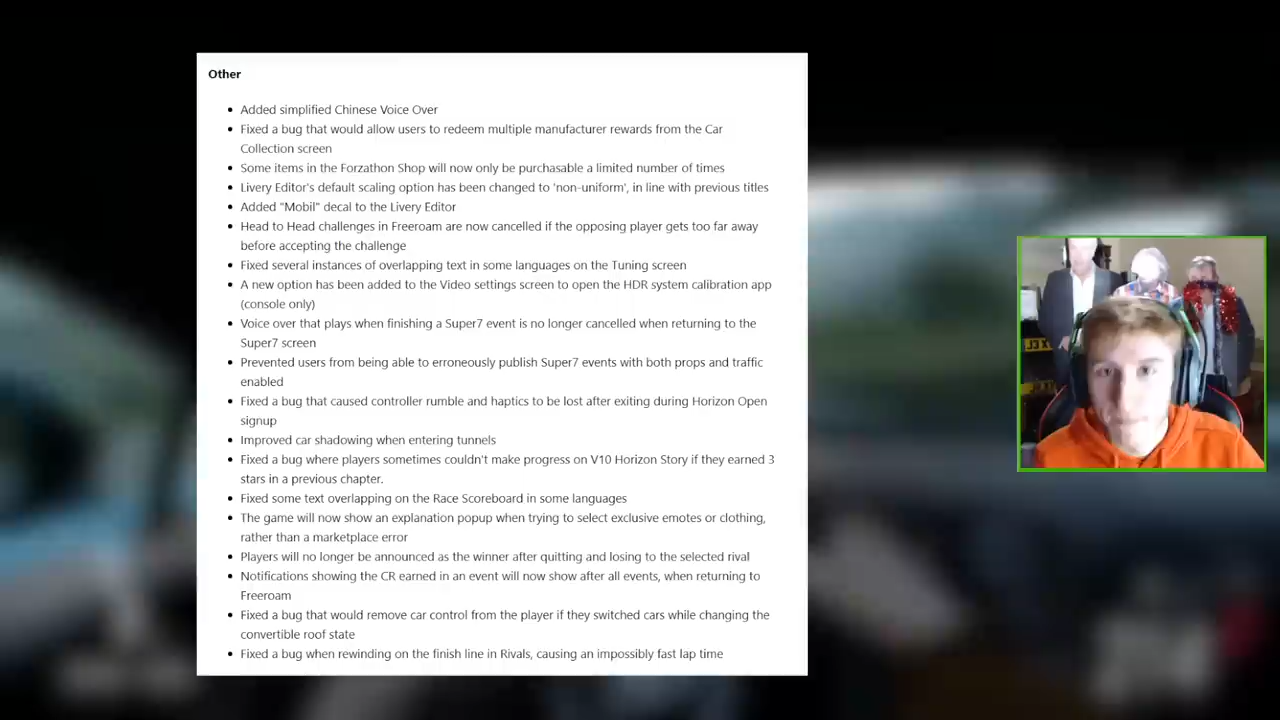 Other
Added simplified Chinese Voice Over
Fixed a bug that would allow users to redeem multiple manufacturer rewards from the Car
Collection screen
Some items in the Forzathon Shop will now only be purchasable a limited number of times
Livery Editor's default scaling option has been changed to 'non-uniform', in line with previous titles
Added "Mobil" decal to the Livery Editor
Head to Head challenges in Freeroam are now cancelled if the opposing player gets too far away
before accepting the challenge
Fixed several instances of overlapping text in some languages on the Tuning screen
A new option has been added to the Video settings screen to open the HDR system calibration app
(console only)
Voice over that plays when finishing a Super7 event is no longer cancelled when returning to the
Super7 screen
Prevented users from being able to erroneously publish Super7 events with both props and traffic
enabled
Fixed a bug that caused controller rumble and haptics to be lost after exiting during Horizon Open
signup
Improved car shadowing when entering tunnels
Fixed a bug where players sometimes couldn't make progress on V10 Horizon Story if they earned 3
stars in a previous chapter.
Fixed some text overlapping on the Race Scoreboard in some languages
The game will now show an explanation popup when trying to select exclusive emotes or clothing,
rather than a marketplace error
Players will no longer be announced as the winner after quitting and losing to the selected rival
Notifications showing the CR earned in an event will now show after all events, when returning to
Freeroam
Fixed a bug that would remove car control from the player if they switched cars while changing the
convertible roof state
Fixed a bug when rewinding on the finish line in Rivals, causing an impossibly fast lap time